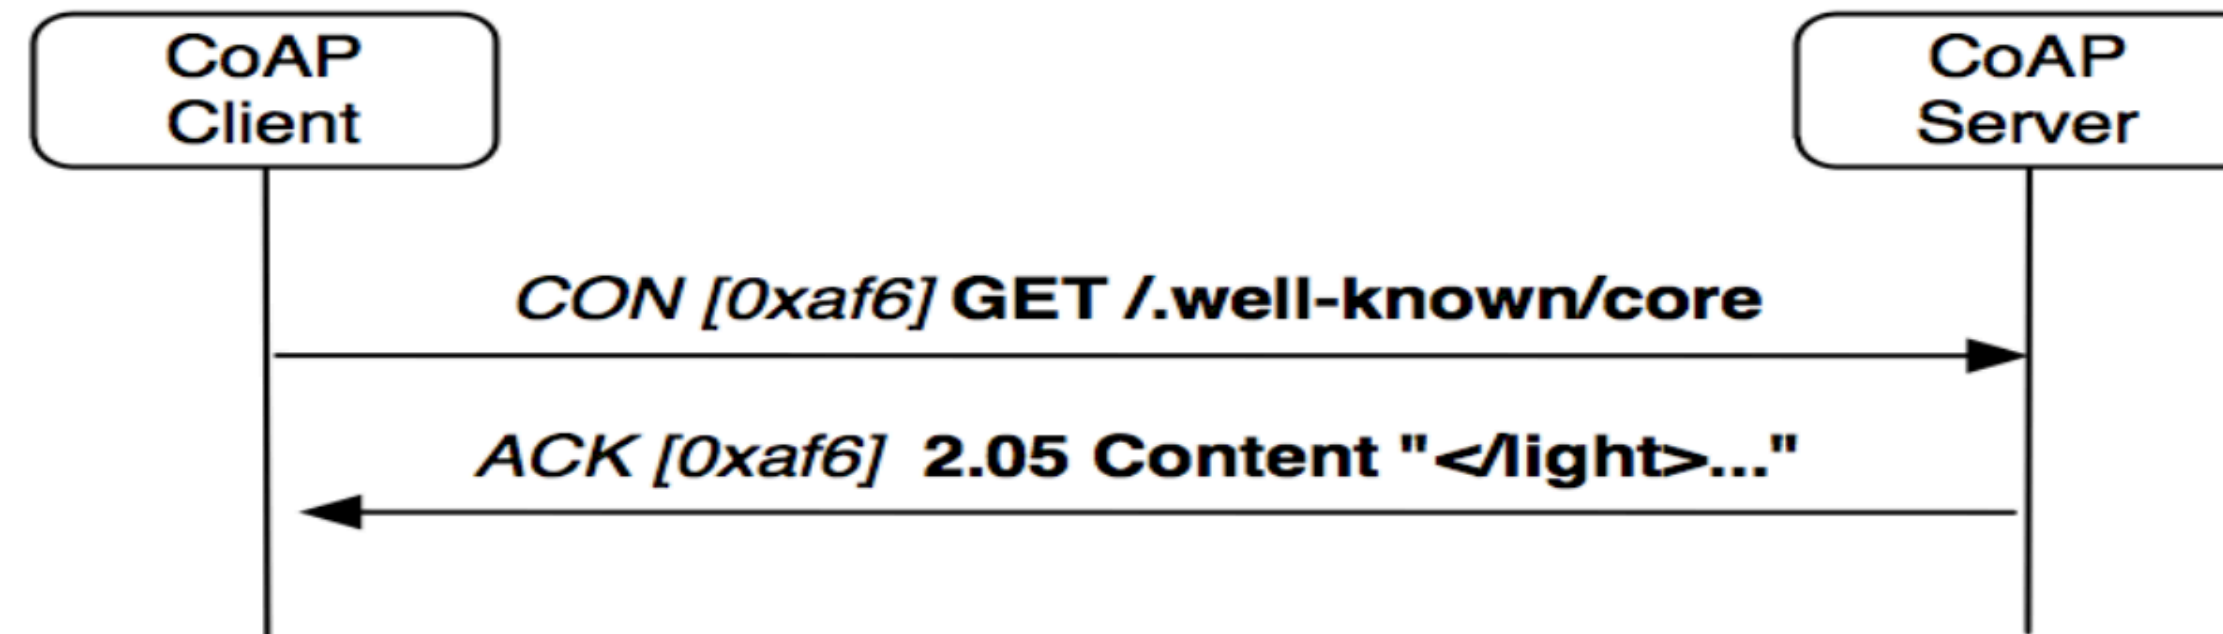 CoAP
Client
CoAP
Server
CON [0xaf6] GET /.well-known/core
ACK [0xaf6] 2.05 Content "</light>..."